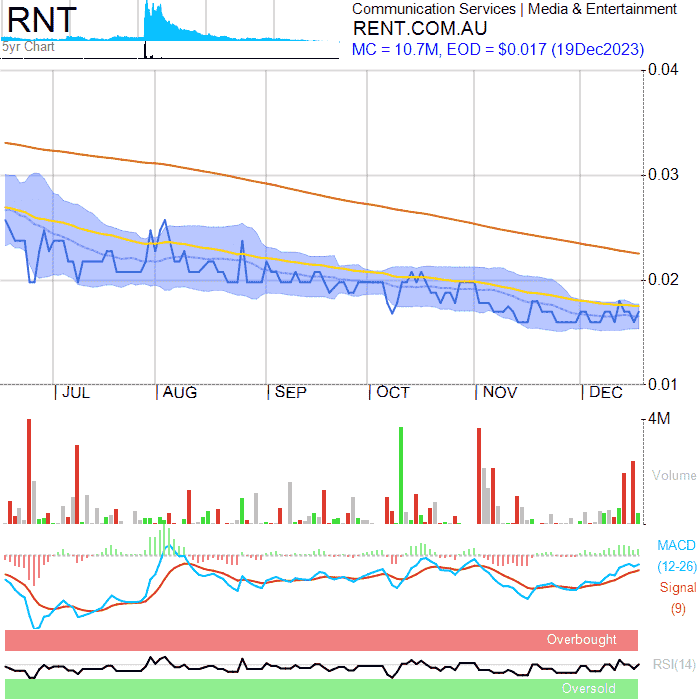 RNT
5yr Chart
Communication Services | Media & Entertainment
RENT.COM.AU
MC = 10.7M, EOD = $0.017 (19Dec2023)
0.04
0.03
0.02
0.01
JUL AUG SEP OCT NOV DEC
4M
Volume
MACD
(12-26)
Signal
(9)
Overbought
RSI(14)
Oversold